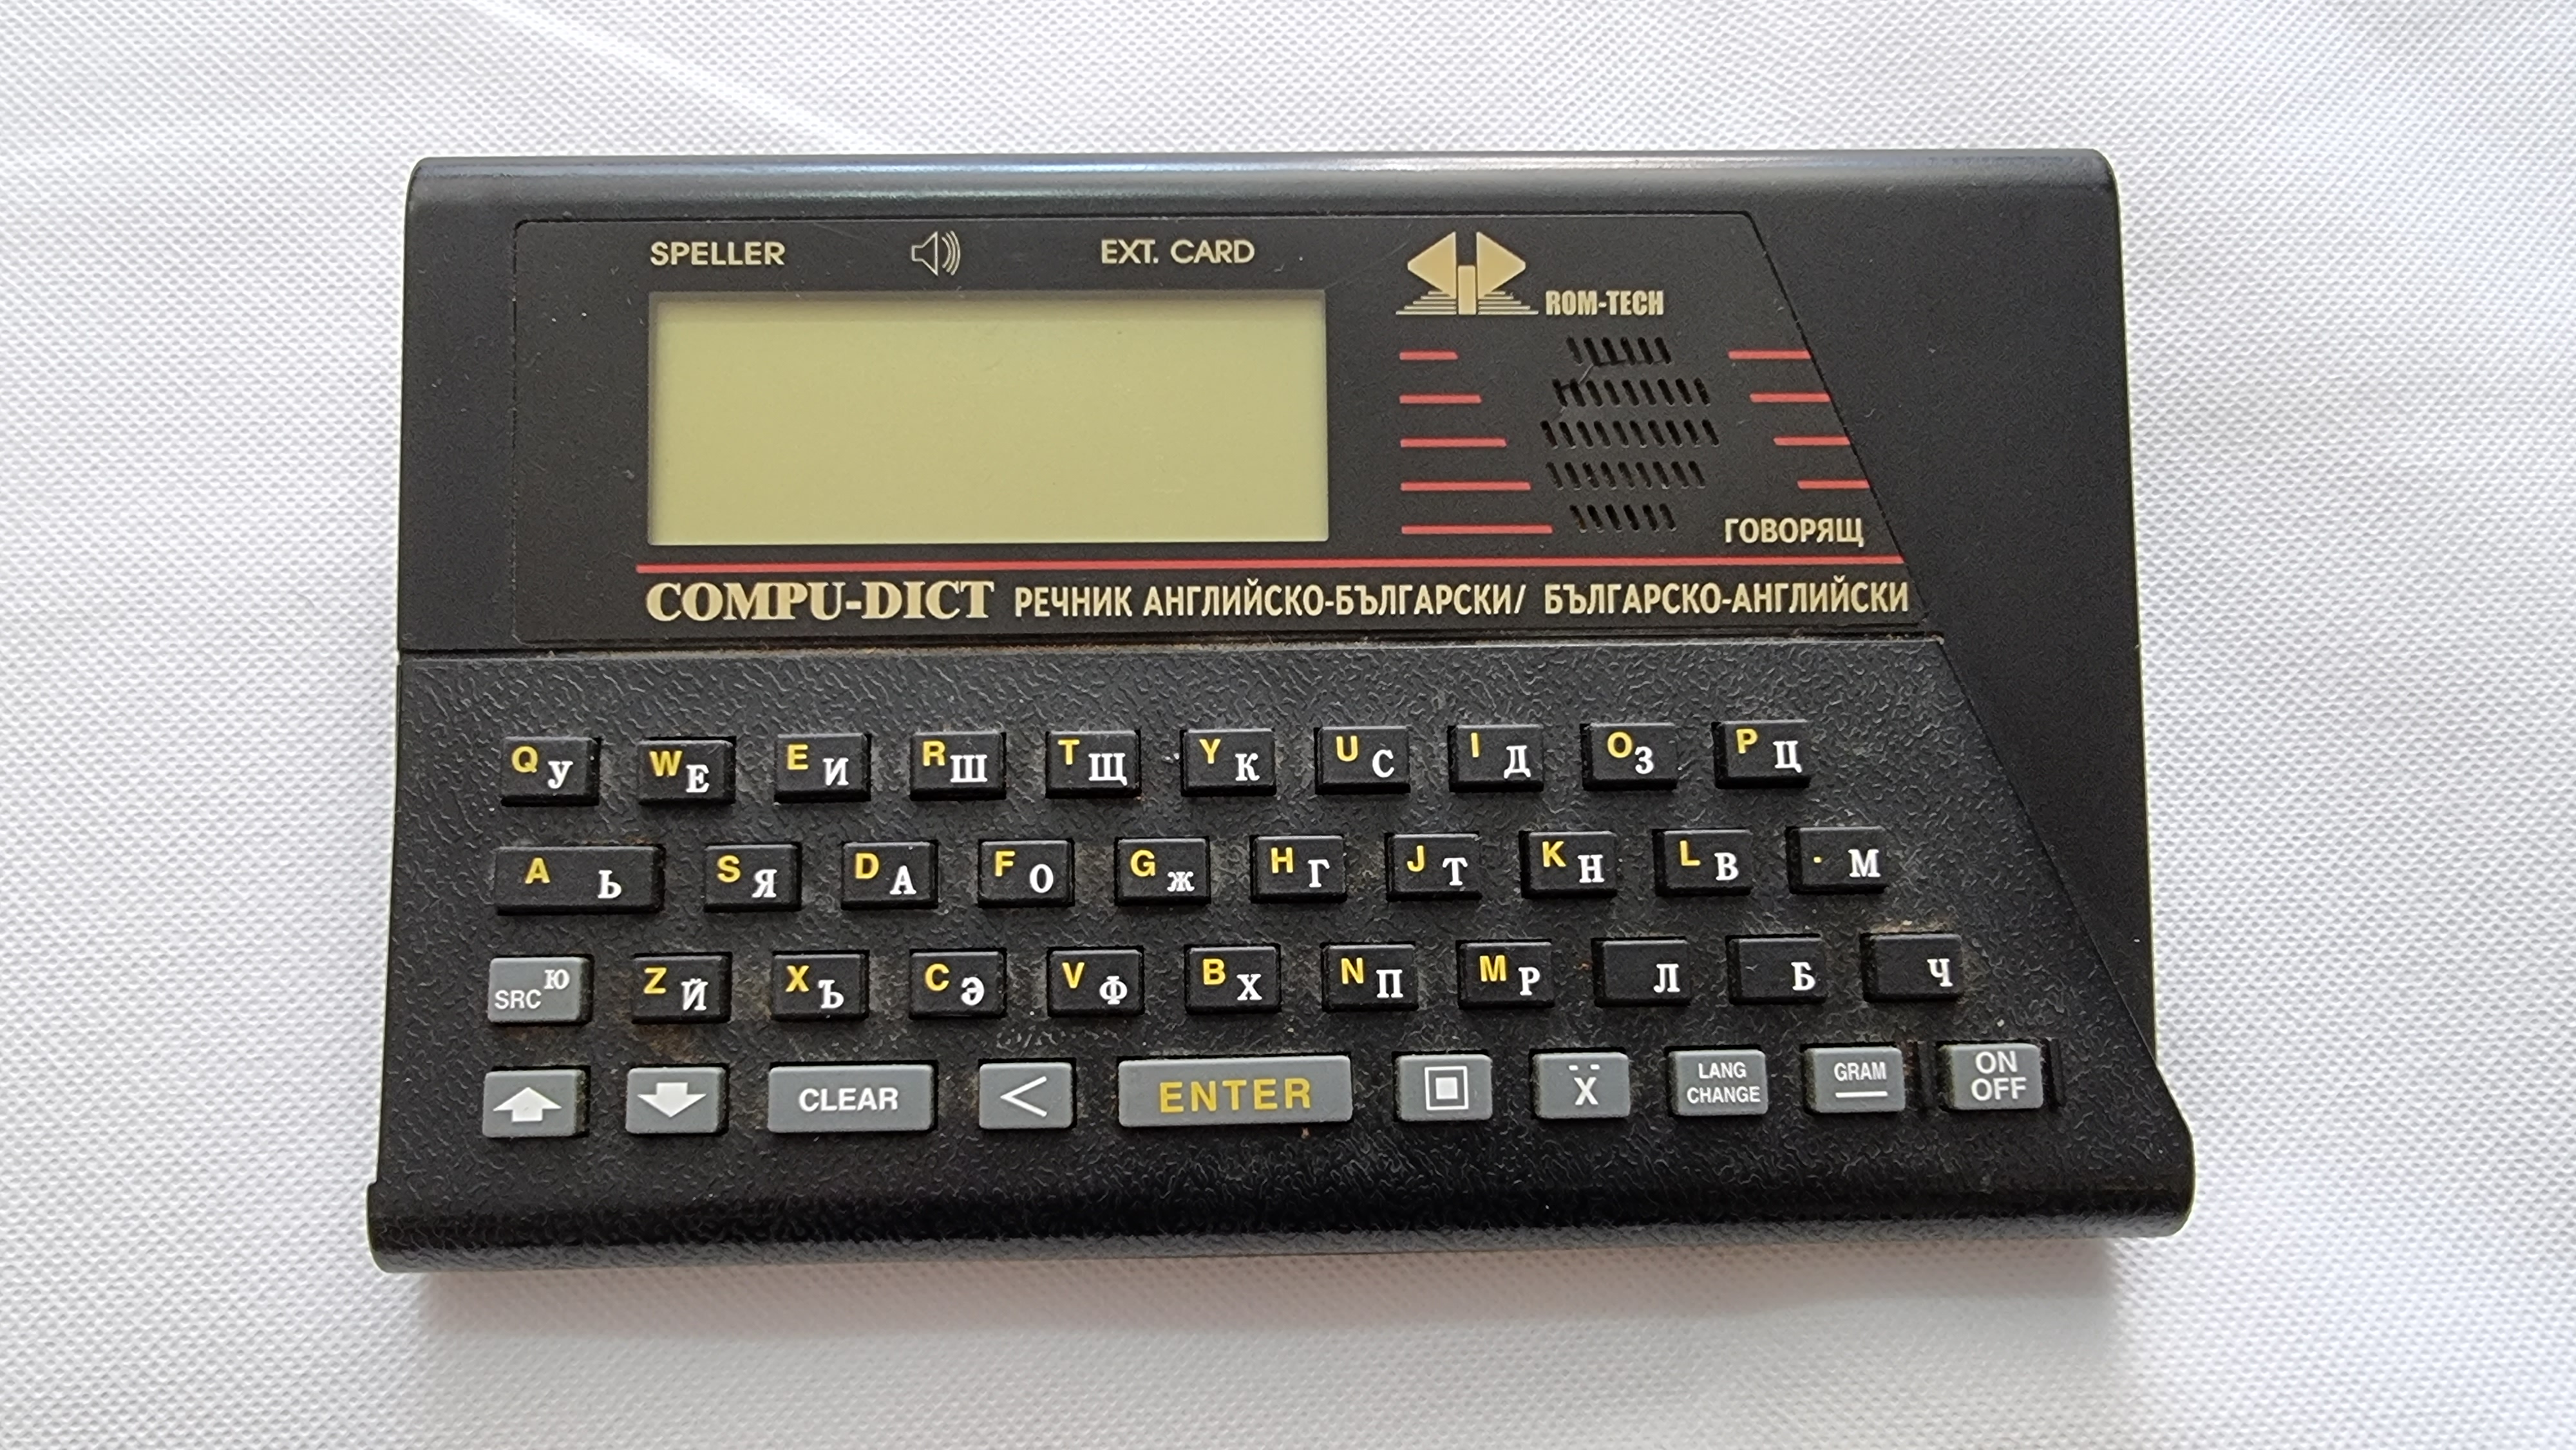 SPELLER EXT. CARD
ROM-TECH
ГОВОРЯЩ
COMPU-DICT РЕЧНИК АНГЛИЙСКО-БЪЛГАРСКИ/ БЪЛГАРСКО-АНГЛИЙСКИ
Q У W Е E И R Ш T Щ Y К U С I Д O З P Ц
A Ь S Я D А F О G Ж H Г J Т K Н L В . М
SRC Ю Z Й X Ъ C Э V Ф B Х N П M Р Л Б Ч
CLEAR < ENTER Ẍ LANG CHANGE GRAM ON OFF